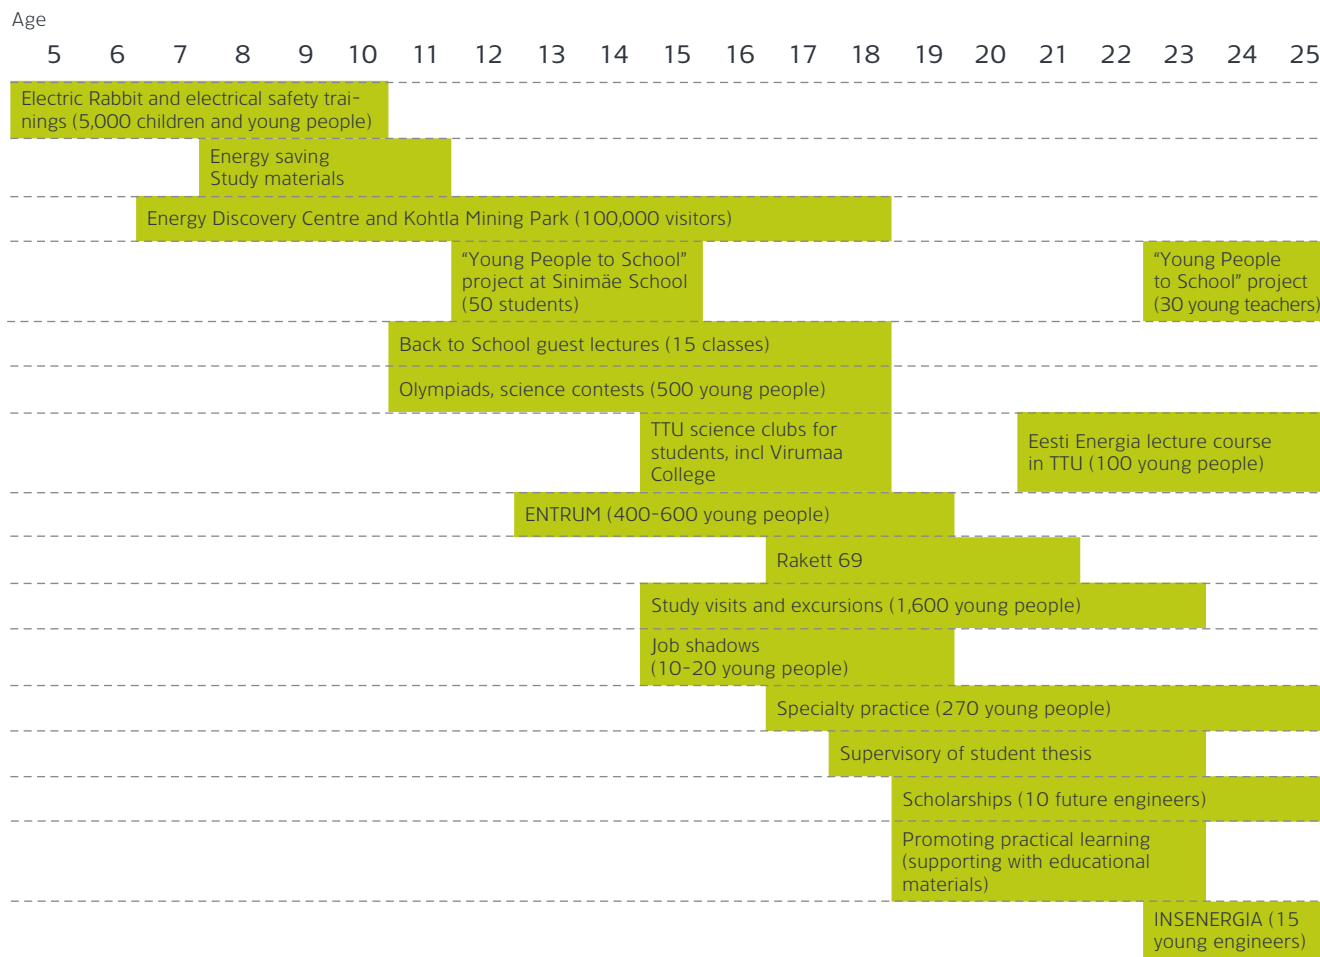 Age
5 6 7 8 9 10 11 12 13 14 15 16 17 18 19 20 21 22 23 24 25
Electric Rabbit and electrical safety trai-
nings (5,000 children and young people)
Energy saving
Study materials
Energy Discovery Centre and Kohtla Mining Park (100,000 visitors)
“Young People to School”
project at Sinimäe School
(50 students)
“Young People
to School” project
(30 young teachers)
Back to School guest lectures (15 classes)
Olympiads, science contests (500 young people)
TTU science clubs for
students, incl Virumaa
College
Eesti Energia lecture course
in TTU (100 young people)
ENTRUM (400-600 young people)
Rakett 69
Study visits and excursions (1,600 young people)
Job shadows
(10-20 young people)
Specialty practice (270 young people)
Supervisory of student thesis
Scholarships (10 future engineers)
Promoting practical learning
(supporting with educational
materials)
INSENERGIA (15
young engineers)